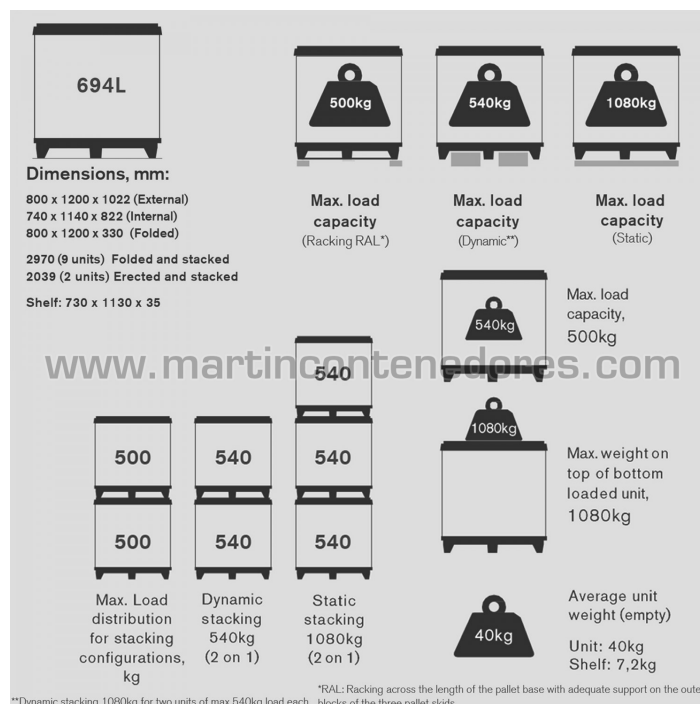 694L
500kg
540kg
1080kg
Dimensions, mm:
800 x 1200 x 1022 (External)
740 x 1140 x 822 (Internal)
800 x 1200 x 330 (Folded)
2970 (9 units) Folded and stacked
2039 (2 units) Erected and stacked
Shelf: 730 x 1130 x 35
Max. load
capacity
(Racking RAL*)
Max. load
capacity
(Dynamic**)
Max. load
capacity
(Static)
540kg
Max. load
capacity,
500kg
www.martincontenedores.com
540
500
540
540
500
540
540
1080kg
Max. weight on
top of bottom
loaded unit,
1080kg
Max. Load
distribution
for stacking
configurations,
kg
Dynamic
stacking
540kg
(2 on 1)
Static
stacking
1080kg
(2 on 1)
40kg
Average unit
weight (empty)
Unit: 40kg
Shelf: 7,2kg
**Dynamic stacking 1080kg for two units of max 540kg load each
*RAL: Racking across the length of the pallet base with adequate support on the oute
blocks of the three pallet skids